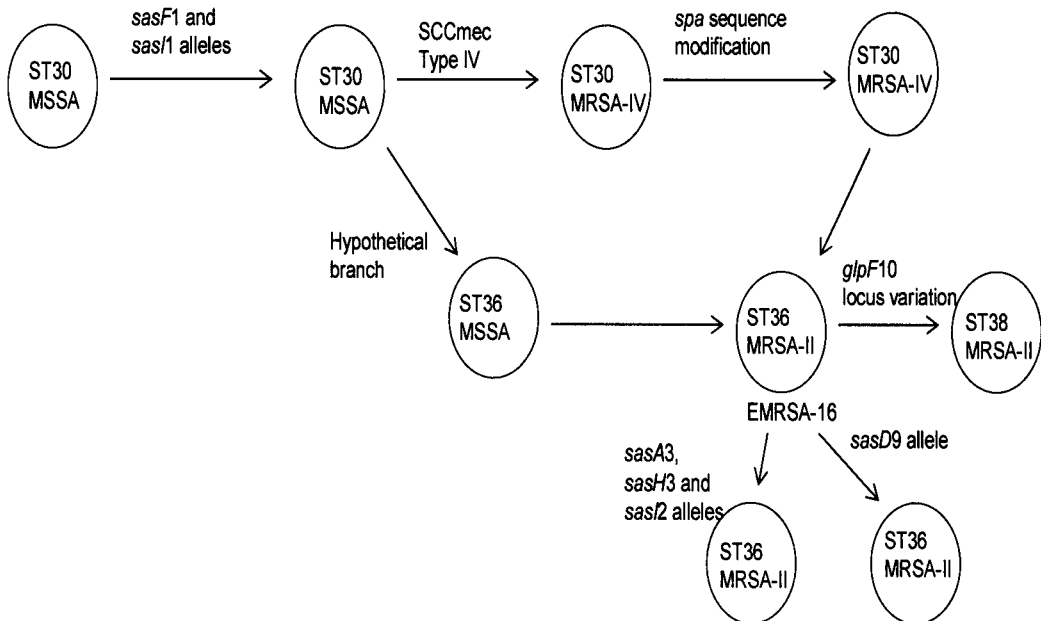 sasF1 and
sasI1 alleles
SCCmec
Type IV
spa sequence
modification
ST30
MSSA
ST30
MSSA
ST30
MRSA-IV
ST30
MRSA-IV
Hypothetical
branch
glpF10
locus variation
ST36
MSSA
ST36
MRSA-II
ST38
MRSA-II
EMRSA-16
sasA3,
sasH3 and
sasI2 alleles
sasD9 allele
ST36
MRSA-II
ST36
MRSA-II